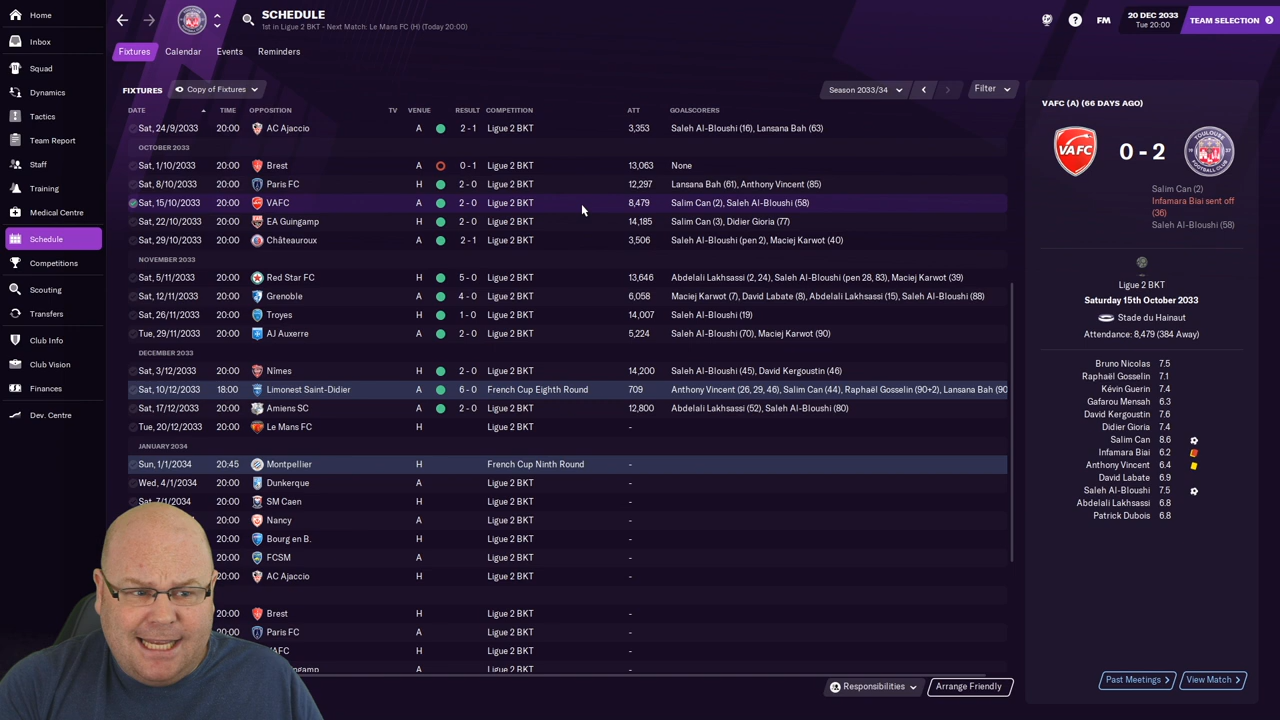 Home
Inbox
Squad
Dynamics
Tactics
Team Report
Staff
Training
Medical Centre
Schedule
Competitions
Scouting
Transfers
Club Info
Club Vision
Finances
Dev. Centre
SCHEDULE
1st in Ligue 2 BKT - Next Match: Le Mans FC (H) (Today 20:00)
FM
20 DEC 2033
Tue 20:00
TEAM SELECTION
Fixtures Calendar Events Reminders
FIXTURES Copy of Fixtures Season 2033/34 Filter
DATE TIME OPPOSITION TV VENUE RESULT COMPETITION ATT GOALSCORERS
Sat, 24/9/2033 20:00 AC Ajaccio A 2 - 1 Ligue 2 BKT 3,353 Saleh Al-Bloushi (16), Lansana Bah (63)
OCTOBER 2033
Sat, 1/10/2033 20:00 Brest A 0 - 1 Ligue 2 BKT 13,063 None
Sat, 8/10/2033 20:00 Paris FC H 2 - 0 Ligue 2 BKT 12,297 Lansana Bah (61), Anthony Vincent (85)
Sat, 15/10/2033 20:00 VAFC A 2 - 0 Ligue 2 BKT 8,479 Salim Can (2), Saleh Al-Bloushi (58)
Sat, 22/10/2033 20:00 EA Guingamp H 2 - 0 Ligue 2 BKT 14,185 Salim Can (3), Didier Gioria (77)
Sat, 29/10/2033 20:00 Châteauroux A 2 - 1 Ligue 2 BKT 3,506 Saleh Al-Bloushi (pen 2), Maciej Karwot (40)
NOVEMBER 2033
Sat, 5/11/2033 20:00 Red Star FC H 5 - 0 Ligue 2 BKT 13,646 Abdelali Lakhsassi (2, 24), Saleh Al-Bloushi (pen 28, 83), Maciej Karwot (39)
Sat, 12/11/2033 20:00 Grenoble A 4 - 0 Ligue 2 BKT 6,058 Maciej Karwot (7), David Labate (8), Abdelali Lakhsassi (15), Saleh Al-Bloushi (88)
Sat, 26/11/2033 20:00 Troyes H 1 - 0 Ligue 2 BKT 14,007 Saleh Al-Bloushi (19)
Tue, 29/11/2033 20:00 AJ Auxerre A 2 - 0 Ligue 2 BKT 5,224 Saleh Al-Bloushi (70), Maciej Karwot (90)
DECEMBER 2033
Sat, 3/12/2033 20:00 Nîmes H 2 - 0 Ligue 2 BKT 14,200 Saleh Al-Bloushi (45), David Kergoustin (46)
Sat, 10/12/2033 18:00 Limonest Saint-Didier A 6 - 0 French Cup Eighth Round 709 Anthony Vincent (26, 29, 46), Salim Can (44), Raphaël Gosselin (90+2), Lansana Bah (90
Sat, 17/12/2033 20:00 Amiens SC A 2 - 0 Ligue 2 BKT 12,800 Abdelali Lakhsassi (52), Saleh Al-Bloushi (80)
Tue, 20/12/2033 20:00 Le Mans FC H Ligue 2 BKT -
JANUARY 2034
Sun, 1/1/2034 20:45 Montpellier H French Cup Ninth Round -
Wed, 4/1/2034 20:00 Dunkerque A Ligue 2 BKT -
Sat, 7/1/2034 20:00 SM Caen H Ligue 2 BKT -
20:00 Nancy A Ligue 2 BKT -
20:00 Bourg en B. H Ligue 2 BKT -
20:00 FCSM A Ligue 2 BKT -
20:00 AC Ajaccio H Ligue 2 BKT -
20:00 Brest H Ligue 2 BKT -
20:00 Paris FC A Ligue 2 BKT -
20:00 VAFC H Ligue 2 BKT -
A Ligue 2 BKT -
Responsibilities Arrange Friendly
VAFC (A) (66 DAYS AGO)
VAFC 0 - 2 TOULOUSE
Salim Can (2)
Infamara Biai sent off
(36)
Saleh Al-Bloushi (58)
Ligue 2 BKT
Saturday 15th October 2033
Stade du Hainaut
Attendance: 8,479 (384 Away)
Bruno Nicolas 7.5
Raphaël Gosselin 7.1
Kévin Guerin 7.4
Gafarou Mensah 6.3
David Kergoustin 7.6
Didier Gioria 7.4
Salim Can 8.6
Infamara Biai 6.2
Anthony Vincent 6.4
David Labate 6.9
Saleh Al-Bloushi 7.5
Abdelali Lakhsassi 6.8
Patrick Dubois 6.8
Past Meetings > View Match >